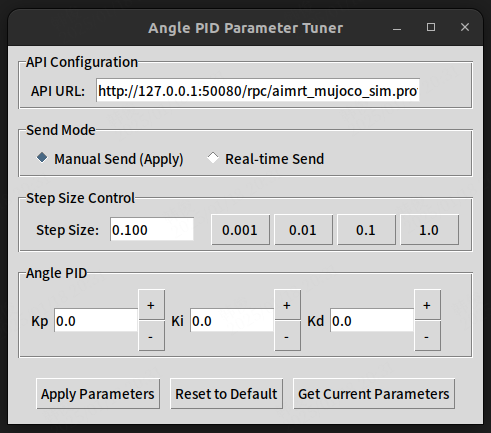 Angle PID Parameter Tuner
API Configuration
API URL: http://127.0.0.1:50080/rpc/aimrt_mujoco_sim.pro
Send Mode
Manual Send (Apply) Real-time Send
Step Size Control
Step Size: 0.100 0.001 0.01 0.1 1.0
Angle PID
+ + +
Kp 0.0 Ki 0.0 Kd 0.0
- - -
Apply Parameters Reset to Default Get Current Parameters